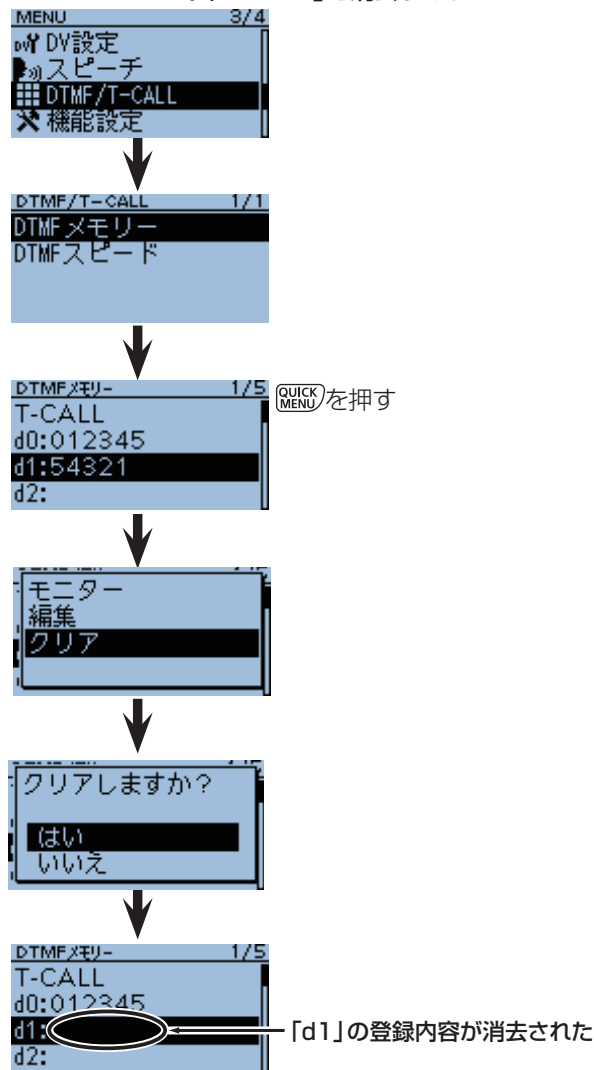 MENU 3/4
DV設定
スピーチ
DTMF/T-CALL
機能設定
DTMF/T-CALL 1/1
DTMFメモリー
DTMFスピード
DTMFメモリー 1/5
T-CALL
d0:012345
d1:54321
d2:
QUICK MENUを押す
モニター
編集
クリア
クリアしますか?
はい
いいえ
DTMFメモリー 1/5
T-CALL
d0:012345
d1:
d2:
「d1」の登録内容が消去された